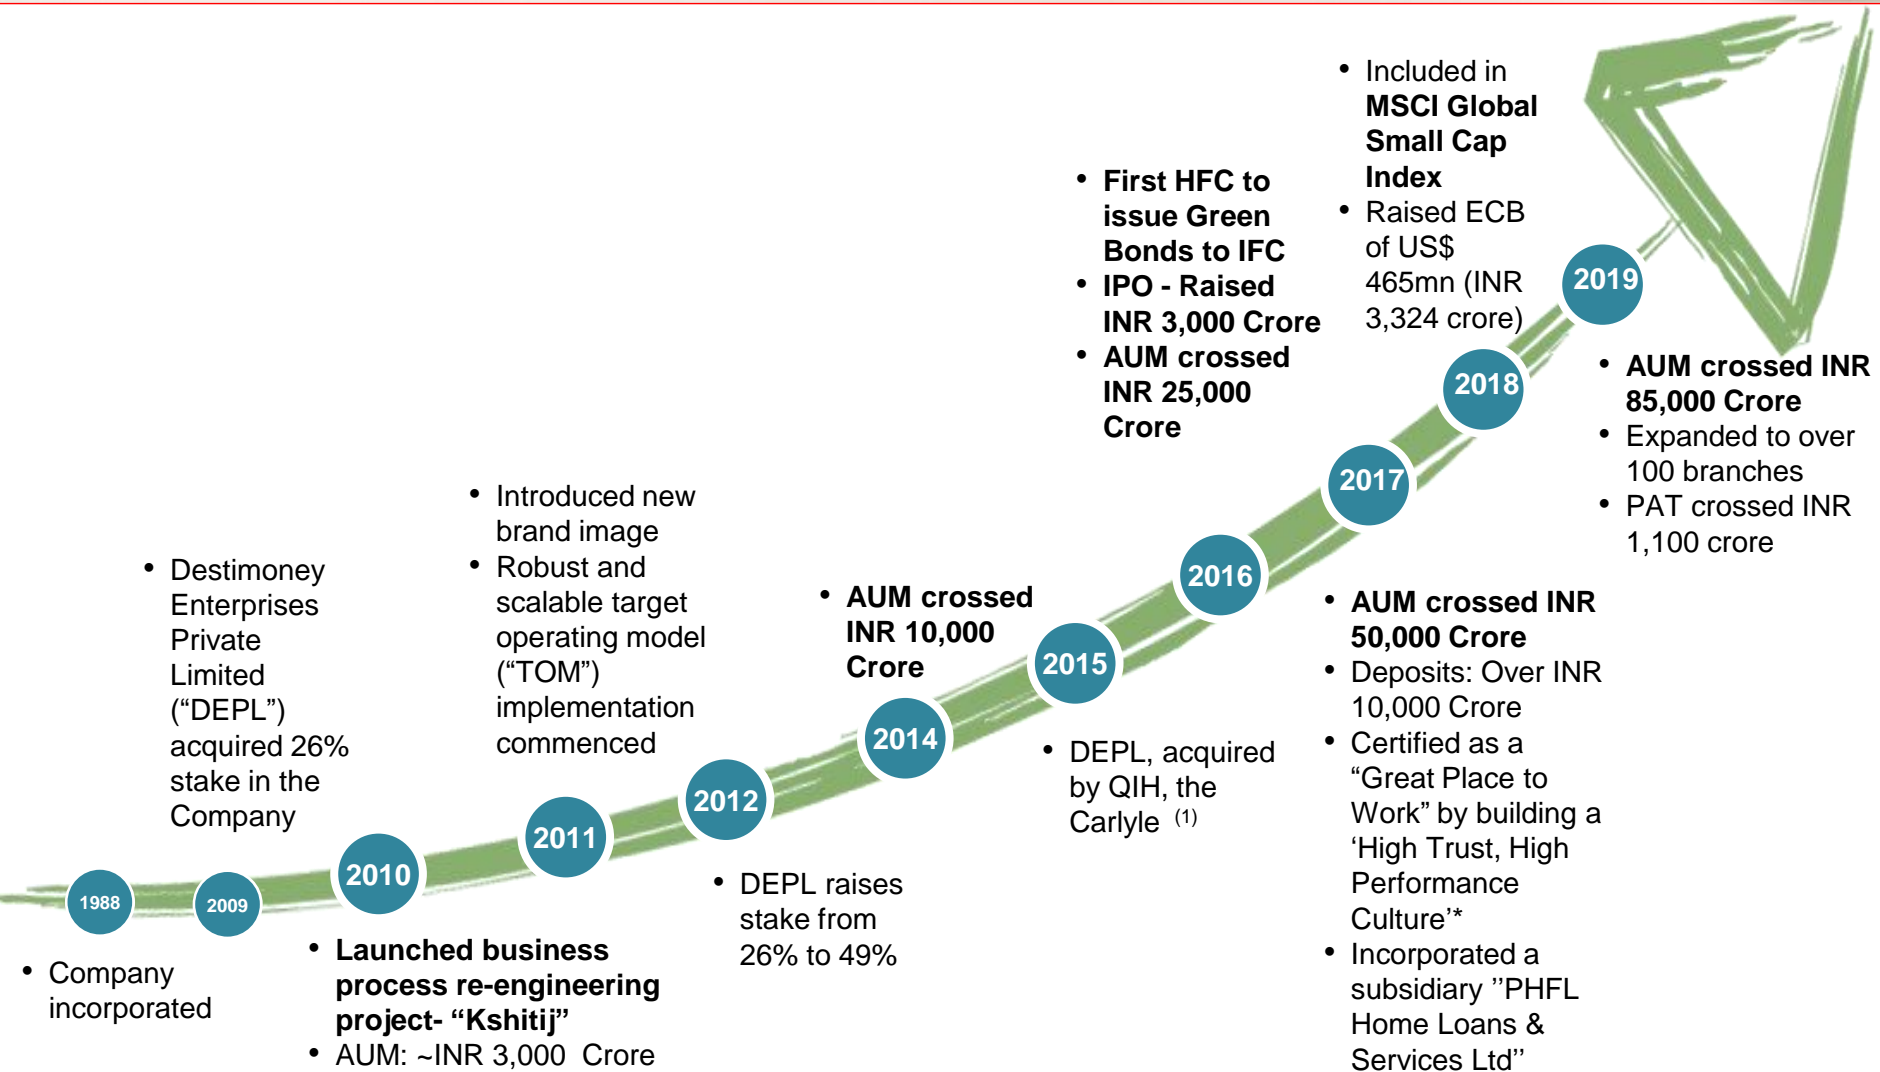 1988
• Company
incorporated
2009
• Destimoney
Enterprises
Private
Limited
(“DEPL”)
acquired 26%
stake in the
Company
2010
• Launched business
process re-engineering
project- “Kshitij”
• AUM: ~INR 3,000 Crore
2011
• Introduced new
brand image
• Robust and
scalable target
operating model
(“TOM”)
implementation
commenced
2012
• DEPL raises
stake from
26% to 49%
2014
• AUM crossed
INR 10,000
Crore
2015
• DEPL, acquired
by QIH, the
Carlyle (1)
2016
• First HFC to
issue Green
Bonds to IFC
• IPO - Raised
INR 3,000 Crore
• AUM crossed
INR 25,000
Crore
2017
• AUM crossed INR
50,000 Crore
• Deposits: Over INR
10,000 Crore
• Certified as a
“Great Place to
Work” by building a
‘High Trust, High
Performance
Culture’*
• Incorporated a
subsidiary ’’PHFL
Home Loans &
Services Ltd’’
2018
• Included in
MSCI Global
Small Cap
Index
• Raised ECB
of US$
465mn (INR
3,324 crore)
2019
• AUM crossed INR
85,000 Crore
• Expanded to over
100 branches
• PAT crossed INR
1,100 crore